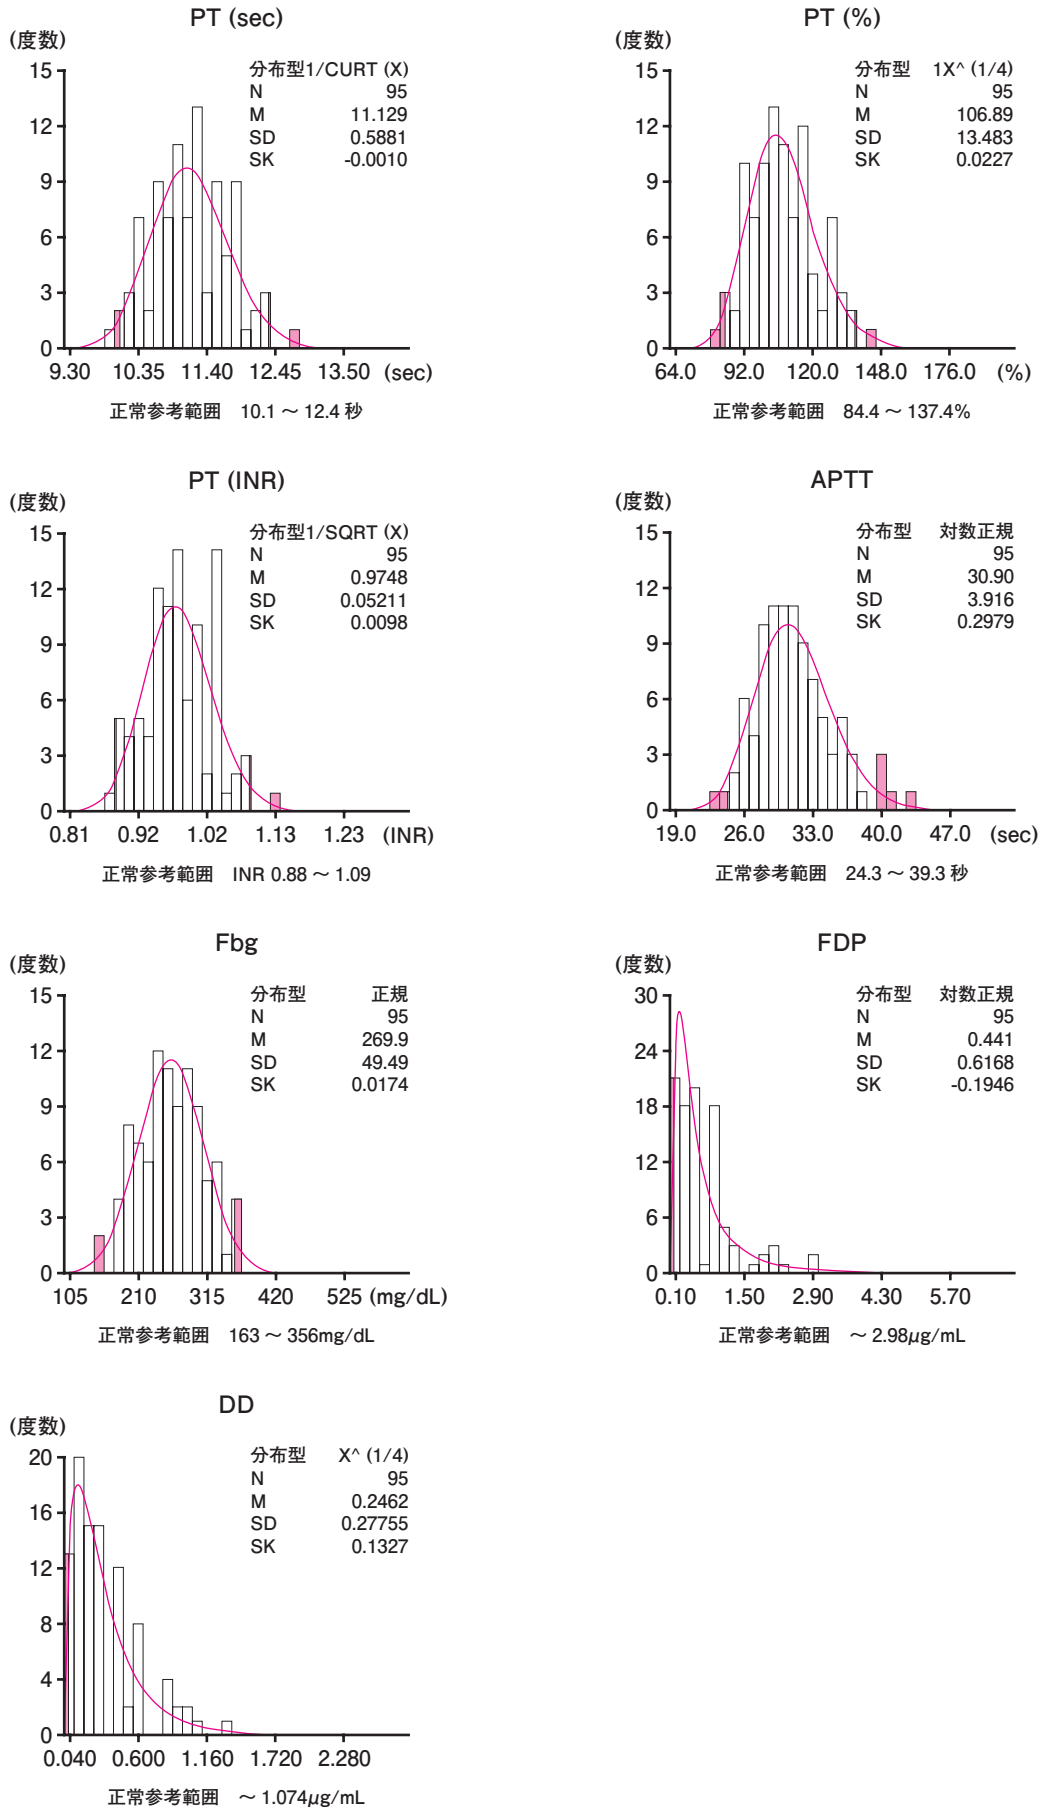 PT (sec)
(度数)
15
12
9
6
3
0
分布型1/CURT (X)
N 95
M 11.129
SD 0.5881
SK -0.0010
9.30 10.35 11.40 12.45 13.50 (sec)
正常参考範囲 10.1 ～ 12.4 秒
PT (%)
(度数)
15
12
9
6
3
0
分布型 1X^ (1/4)
N 95
M 106.89
SD 13.483
SK 0.0227
64.0 92.0 120.0 148.0 176.0 (%)
正常参考範囲 84.4 ～ 137.4%
PT (INR)
(度数)
15
12
9
6
3
0
分布型1/SQRT (X)
N 95
M 0.9748
SD 0.05211
SK 0.0098
0.81 0.92 1.02 1.13 1.23 (INR)
正常参考範囲 INR 0.88 ～ 1.09
APTT
(度数)
15
12
9
6
3
0
分布型 対数正規
N 95
M 30.90
SD 3.916
SK 0.2979
19.0 26.0 33.0 40.0 47.0 (sec)
正常参考範囲 24.3 ～ 39.3 秒
Fbg
(度数)
15
12
9
6
3
0
分布型 正規
N 95
M 269.9
SD 49.49
SK 0.0174
105 210 315 420 525 (mg/dL)
正常参考範囲 163 ～ 356mg/dL
FDP
(度数)
30
24
18
12
6
0
分布型 対数正規
N 95
M 0.441
SD 0.6168
SK -0.1946
0.10 1.50 2.90 4.30 5.70
正常参考範囲 ～ 2.98μg/mL
DD
(度数)
20
16
12
8
4
0
分布型 X^ (1/4)
N 95
M 0.2462
SD 0.27755
SK 0.1327
0.040 0.600 1.160 1.720 2.280
正常参考範囲 ～ 1.074μg/mL